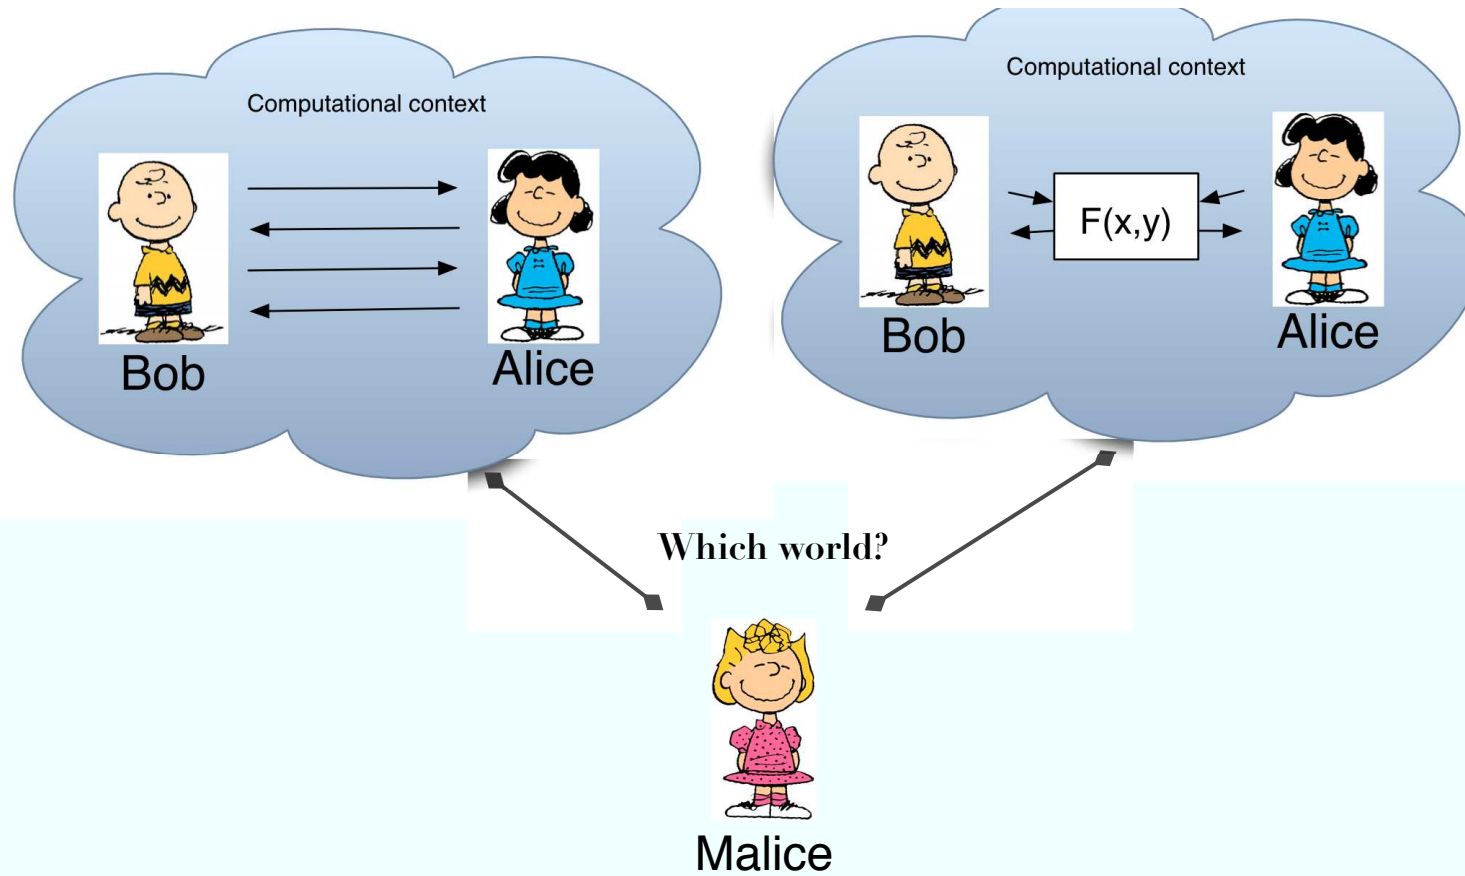 Computational context
Bob
Alice
Computational context
F(x,y)
Bob
Alice
Which world?
Malice